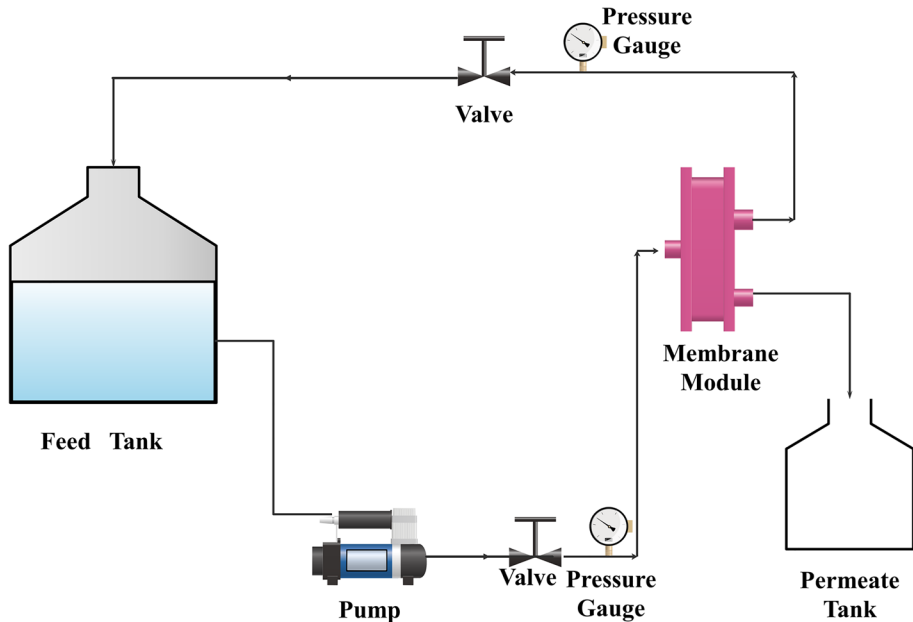 Pressure
Gauge
Valve
Membrane
Module
Feed Tank
Valve
Pressure
Gauge
Pump
Permeate
Tank